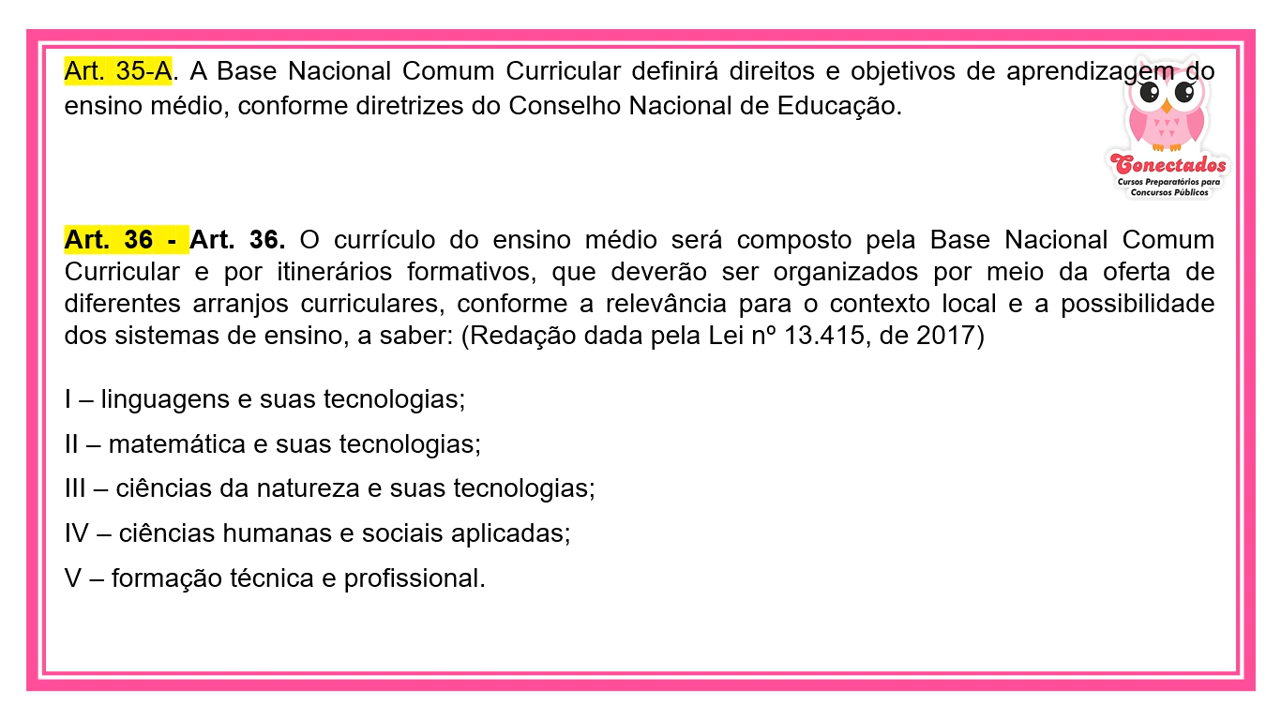 Art. 35-A. A Base Nacional Comum Curricular definirá direitos e objetivos de aprendizagem do
ensino médio, conforme diretrizes do Conselho Nacional de Educação.
Conectados
Cursos Preparatórios para
Concursos Públicos
Art. 36 - Art. 36. O currículo do ensino médio será composto pela Base Nacional Comum
Curricular e por itinerários formativos, que deverão ser organizados por meio da oferta de
diferentes arranjos curriculares, conforme a relevância para o contexto local e a possibilidade
dos sistemas de ensino, a saber: (Redação dada pela Lei nº 13.415, de 2017)
I – linguagens e suas tecnologias;
II – matemática e suas tecnologias;
III – ciências da natureza e suas tecnologias;
IV – ciências humanas e sociais aplicadas;
V – formação técnica e profissional.